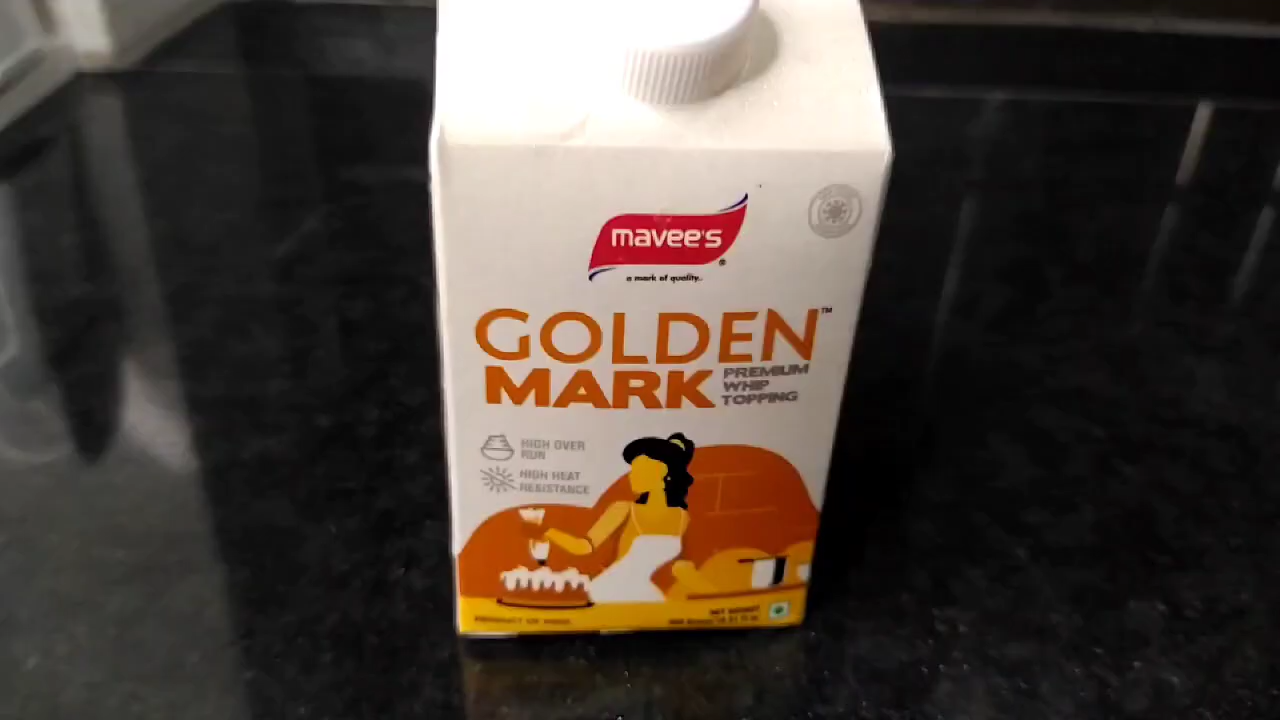 mavee's
a mark of quality..
GOLDEN™
MARK
PREMIUM
WHIP
TOPPING
HIGH OVER
RUN
HIGH HEAT
RESISTANCE
PRODUCT OF INDIA
NET WEIGHT